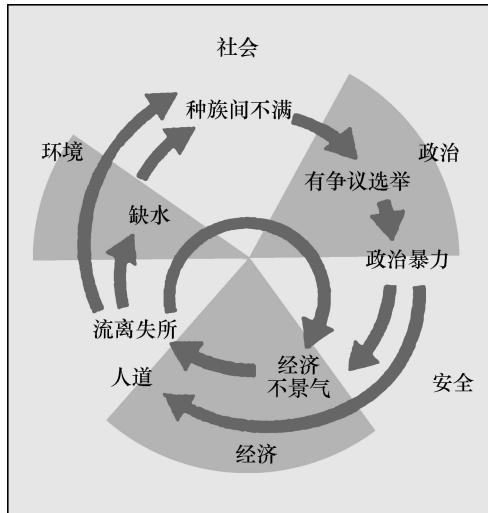 社会
种族间不满
环境
政治
有争议选举
缺水
政治暴力
流离失所
经济
不景气
人道
安全
经济